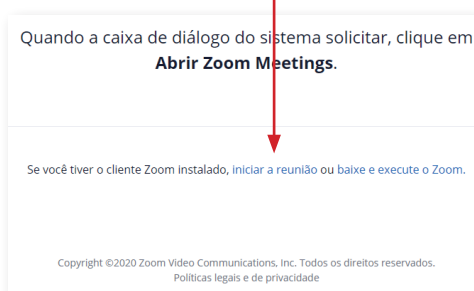 Quando a caixa de diálogo do sistema solicitar, clique em
Abrir Zoom Meetings.
Se você tiver o cliente Zoom instalado, iniciar a reunião ou baixe e execute o Zoom.
Copyright ©2020 Zoom Video Communications, Inc. Todos os direitos reservados.
Políticas legais e de privacidade